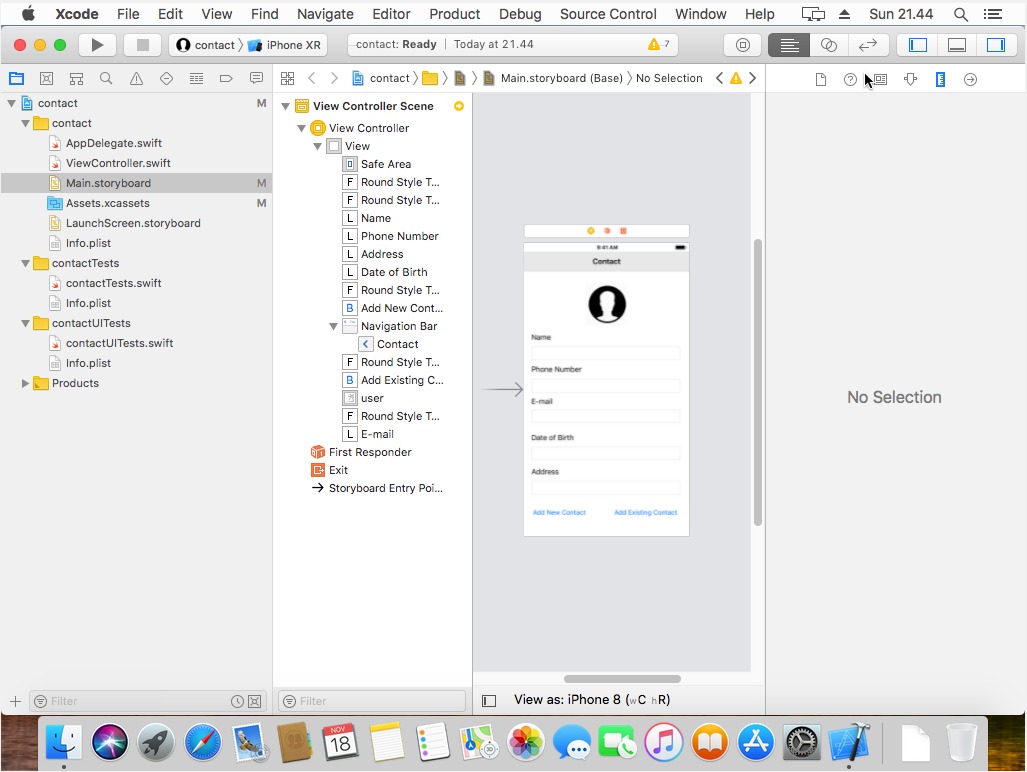 Xcode File Edit View Find Navigate Editor Product Debug Source Control Window Help Sun 21.44
contact iPhone XR contact: Ready Today at 21.44 7
contact Main.storyboard (Base) No Selection
contact M
contact
AppDelegate.swift
ViewController.swift
Main.storyboard M
Assets.xcassets M
LaunchScreen.storyboard
Info.plist
contactTests
contactTests.swift
Info.plist
contactUITests
contactUITests.swift
Info.plist
Products
Filter
View Controller Scene
View Controller
View
Safe Area
F Round Style T...
F Round Style T...
L Name
L Phone Number
L Address
L Date of Birth
F Round Style T...
B Add New Cont...
Navigation Bar
Contact
F Round Style T...
B Add Existing C...
user
F Round Style T...
L E-mail
First Responder
Exit
Storyboard Entry Poi...
Filter
9:41 AM
Contact
Name
Phone Number
E-mail
Date of Birth
Address
Add New Contact Add Existing Contact
View as: iPhone 8 (wC hR)
No Selection
NOV
18